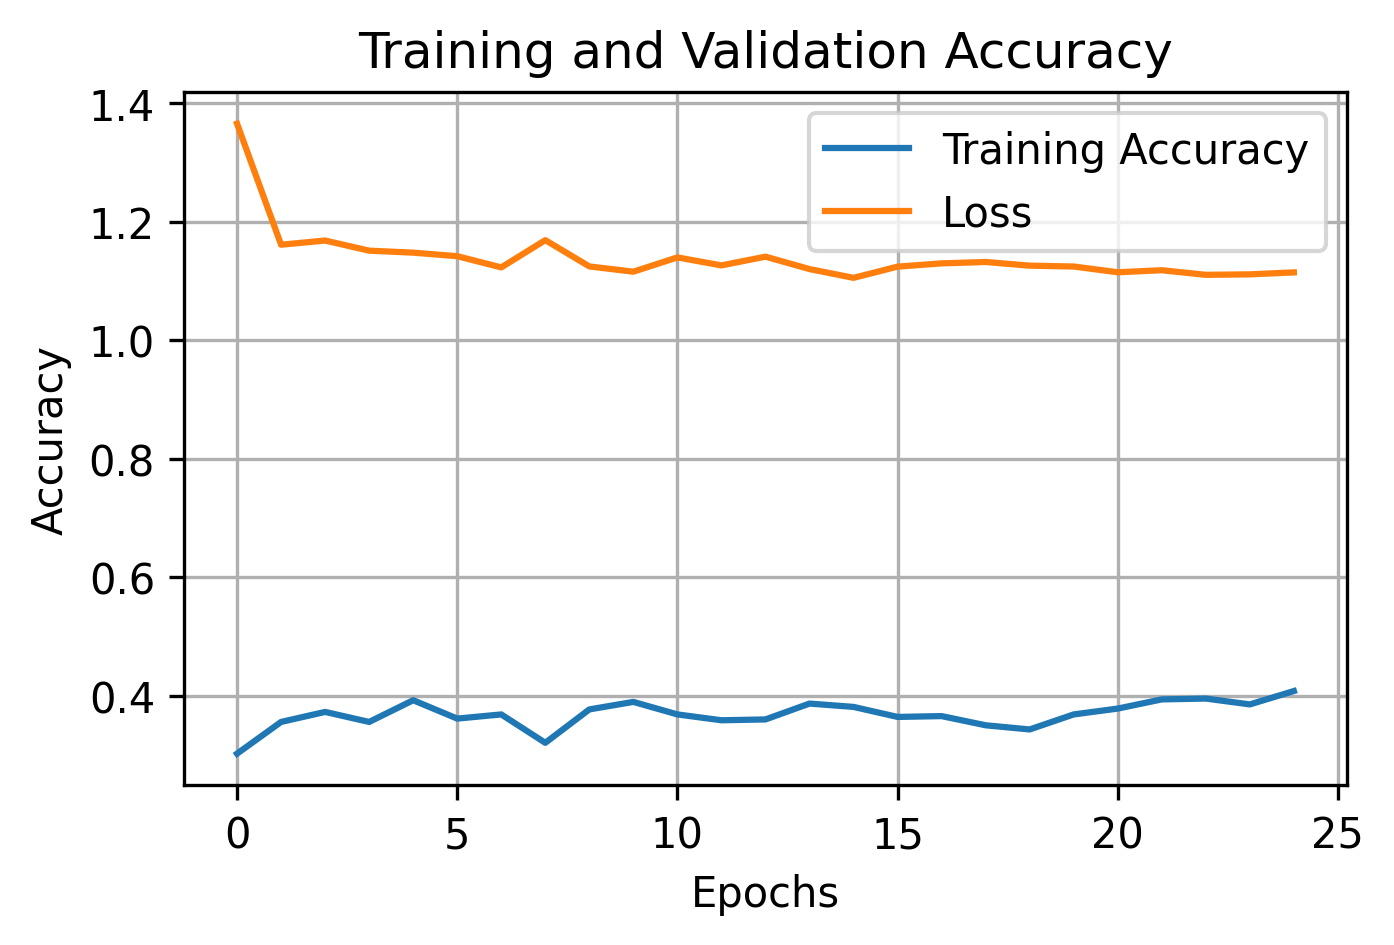 Training and Validation Accuracy
Training Accuracy
Loss
Accuracy
1.4
1.2
1.0
0.8
0.6
0.4
0 5 10 15 20 25
Epochs